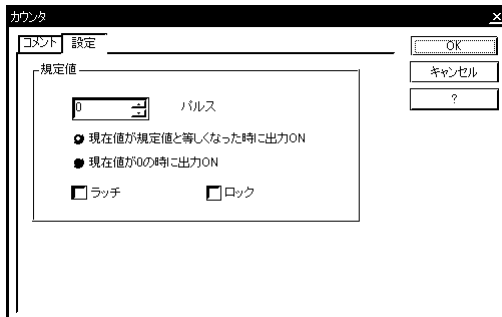 カウンタ
コメント 設定
OK
キャンセル
?
規定値
0 パルス
現在値が規定値と等しくなった時に出力ON
現在値が0の時に出力ON
ラッチ ロック